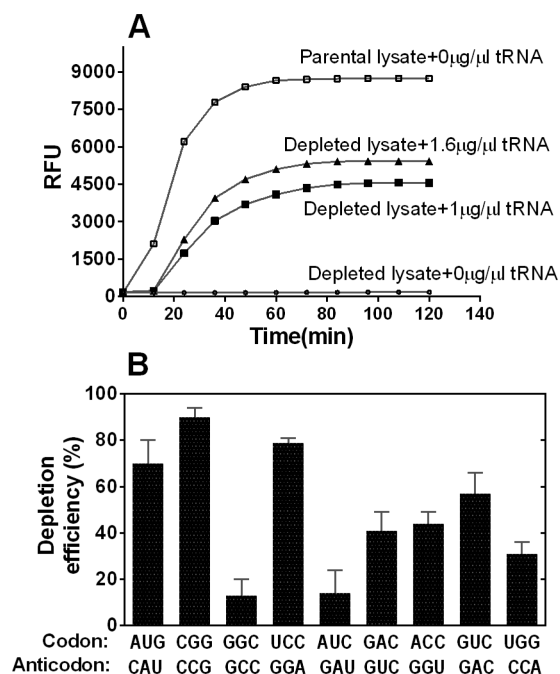 A
RFU
9000
7500
6000
4500
3000
1500
0
Parental lysate+0μg/μl tRNA
Depleted lysate+1.6μg/μl tRNA
Depleted lysate+1μg/μl tRNA
Depleted lysate+0μg/μl tRNA
0 20 40 60 80 100 120 140
Time(min)
B
Depletion
efficiency (%)
100
80
60
40
20
0
Codon: AUG CGG GGC UCC AUC GAC ACC GUC UGG
Anticodon: CAU CCG GCC GGA GAU GUC GGU GAC CCA